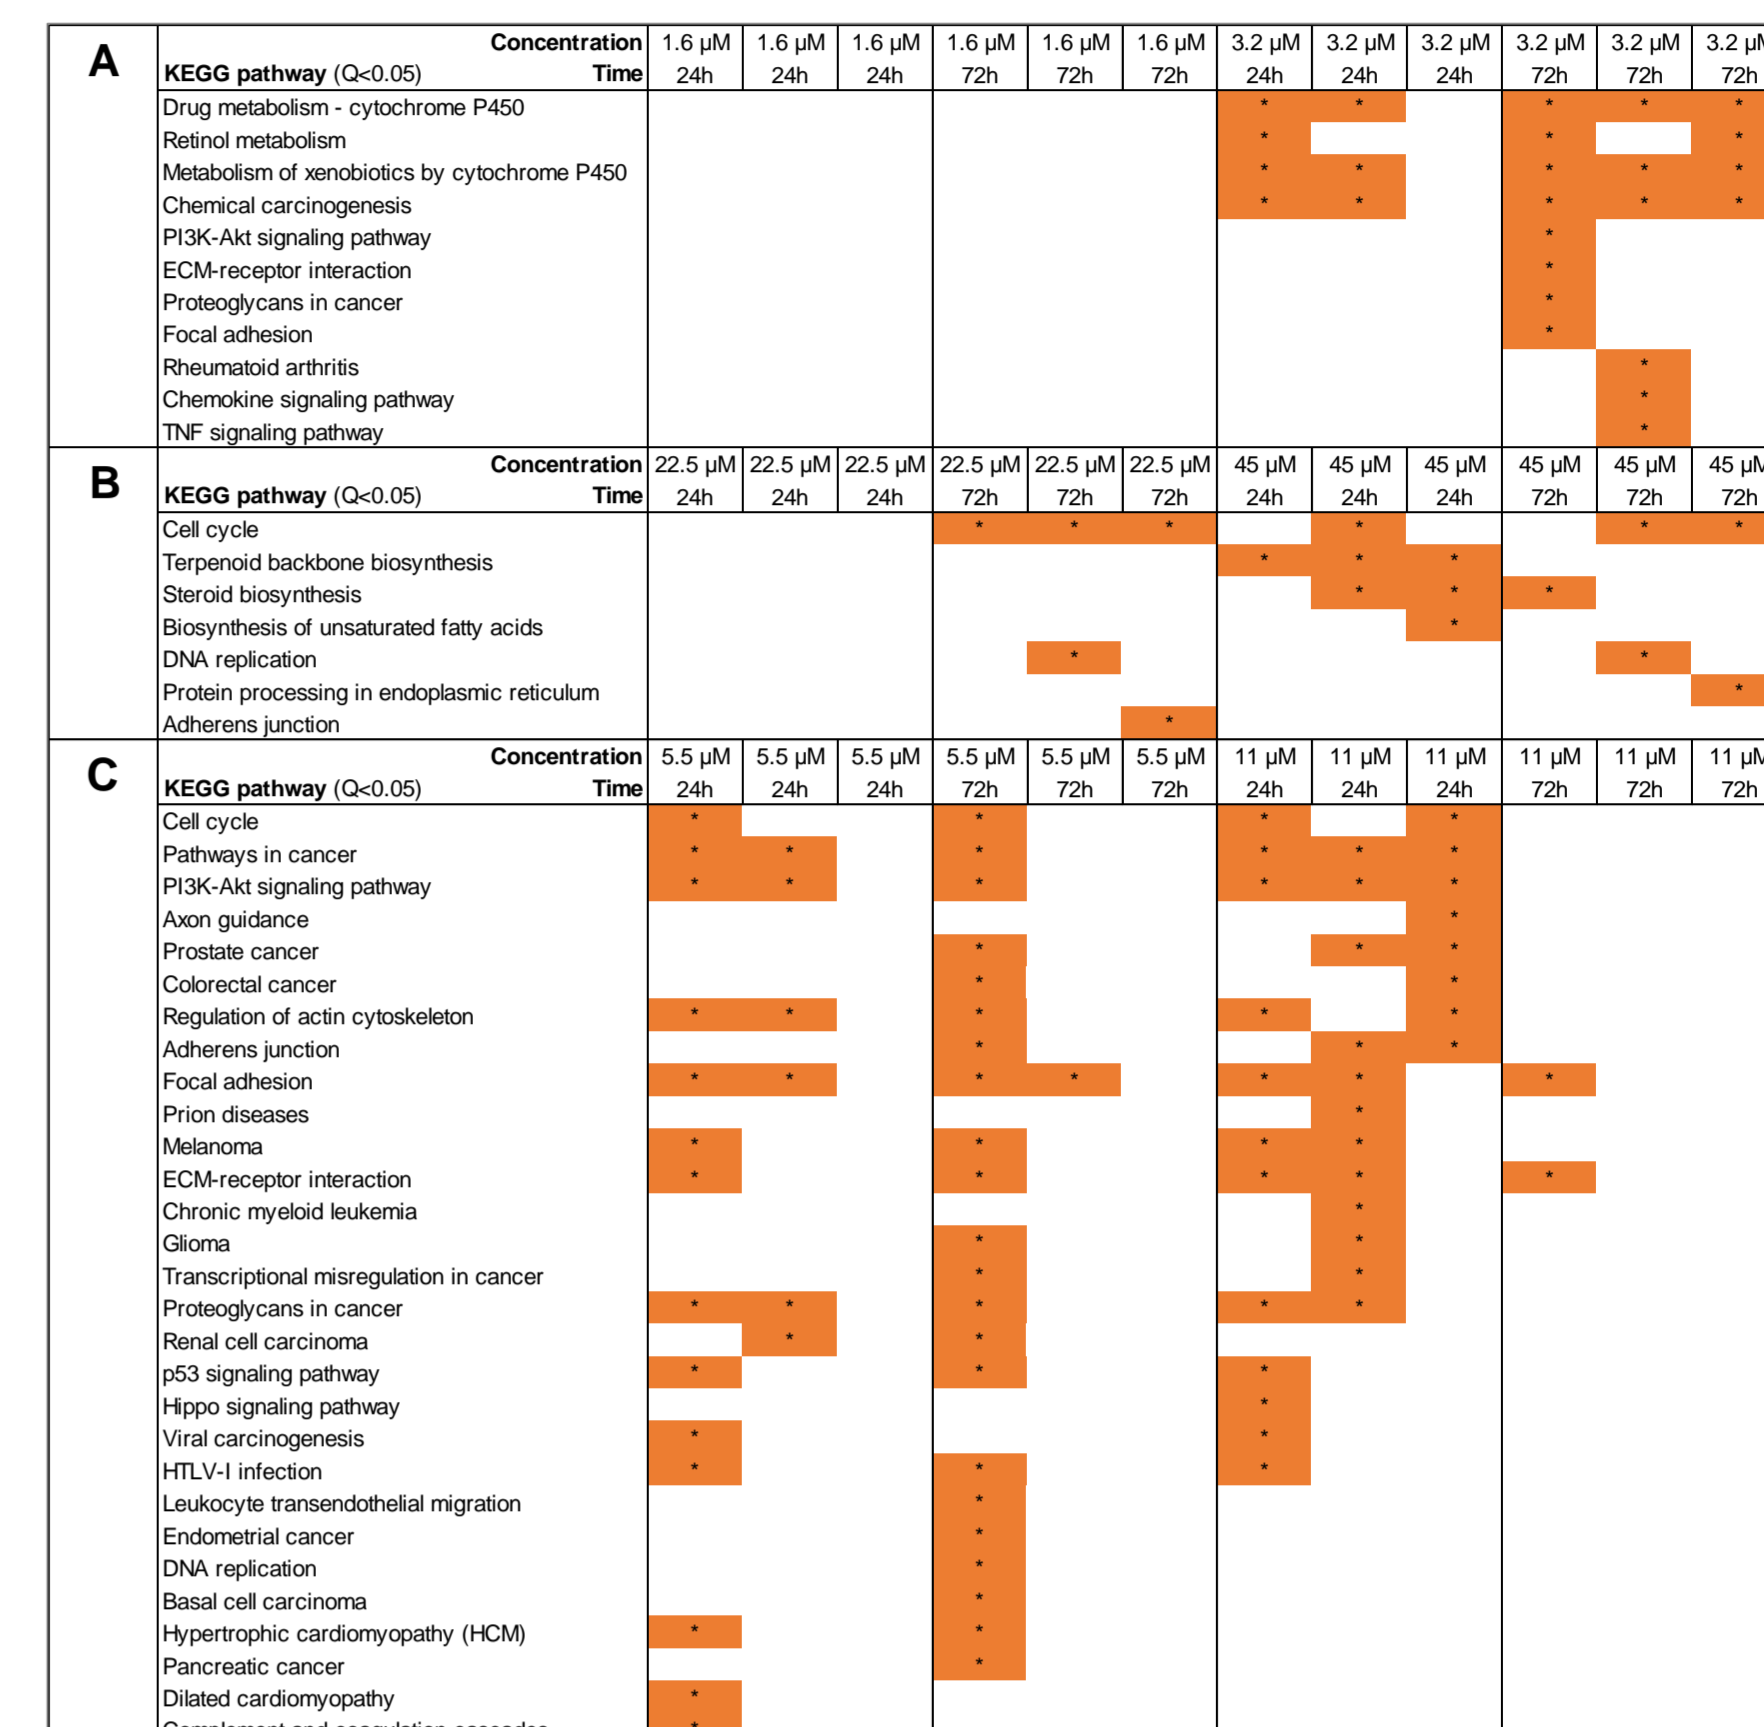 A Concentration 1.6 µM 1.6 µM 1.6 µM 1.6 µM 1.6 µM 1.6 µM 3.2 µM 3.2 µM 3.2 µM 3.2 µM 3.2 µM 3.2 µM
KEGG pathway (Q<0.05) Time 24h 24h 24h 72h 72h 72h 24h 24h 24h 72h 72h 72h
Drug metabolism - cytochrome P450 * * * * *
Retinol metabolism * * *
Metabolism of xenobiotics by cytochrome P450 * * * * *
Chemical carcinogenesis * * * * *
PI3K-Akt signaling pathway *
ECM-receptor interaction *
Proteoglycans in cancer *
Focal adhesion *
Rheumatoid arthritis *
Chemokine signaling pathway *
TNF signaling pathway *
B Concentration 22.5 µM 22.5 µM 22.5 µM 22.5 µM 22.5 µM 22.5 µM 45 µM 45 µM 45 µM 45 µM 45 µM 45 µM
KEGG pathway (Q<0.05) Time 24h 24h 24h 72h 72h 72h 24h 24h 24h 72h 72h 72h
Cell cycle * * * * * *
Terpenoid backbone biosynthesis * * *
Steroid biosynthesis * * *
Biosynthesis of unsaturated fatty acids *
DNA replication * *
Protein processing in endoplasmic reticulum *
Adherens junction *
C Concentration 5.5 µM 5.5 µM 5.5 µM 5.5 µM 5.5 µM 5.5 µM 11 µM 11 µM 11 µM 11 µM 11 µM 11 µM
KEGG pathway (Q<0.05) Time 24h 24h 24h 72h 72h 72h 24h 24h 24h 72h 72h 72h
Cell cycle * * * *
Pathways in cancer * * * * * *
PI3K-Akt signaling pathway * * * * * *
Axon guidance *
Prostate cancer * * *
Colorectal cancer * *
Regulation of actin cytoskeleton * * * * *
Adherens junction * * *
Focal adhesion * * * * * * *
Prion diseases *
Melanoma * * * *
ECM-receptor interaction * * * * *
Chronic myeloid leukemia *
Glioma * *
Transcriptional misregulation in cancer * *
Proteoglycans in cancer * * * * *
Renal cell carcinoma * *
p53 signaling pathway * * *
Hippo signaling pathway *
Viral carcinogenesis * *
HTLV-I infection * * *
Leukocyte transendothelial migration *
Endometrial cancer *
DNA replication *
Basal cell carcinoma *
Hypertrophic cardiomyopathy (HCM) * *
Pancreatic cancer *
Dilated cardiomyopathy *
Complement and coagulation cascades *